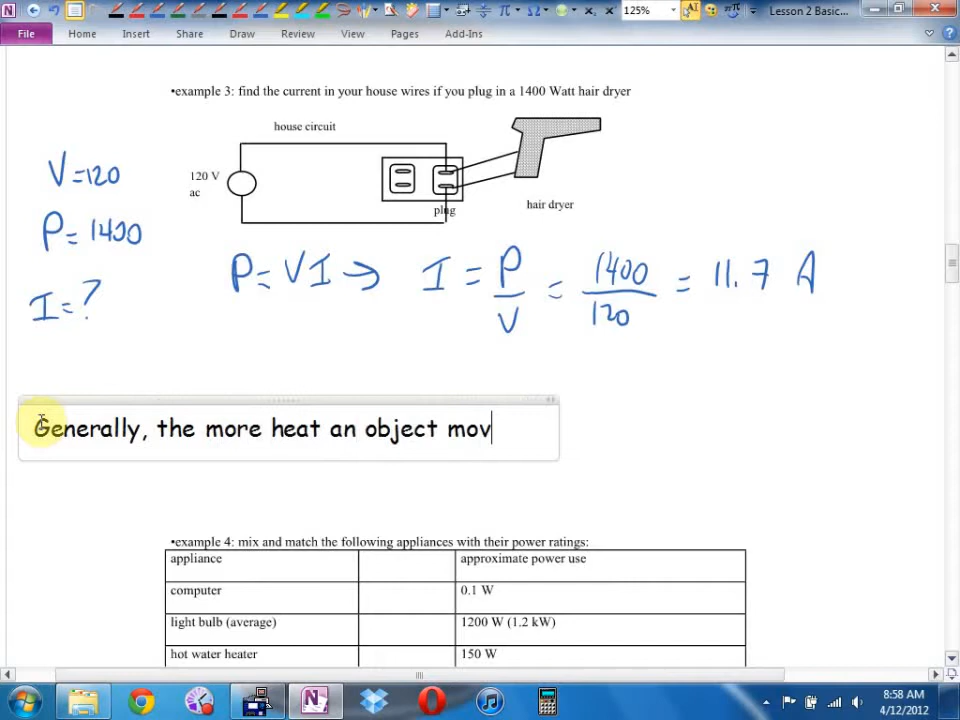 125%
Lesson 2 Basic...
File Home Insert Share Draw Review View Pages Add-Ins
•example 3: find the current in your house wires if you plug in a 1400 Watt hair dryer
house circuit
120 V
ac
plug
hair dryer
V=120
P=1400
I=?
P=VI→ I=P/V=1400/120=11.7 A
Generally, the more heat an object mov
•example 4: mix and match the following appliances with their power ratings:
appliance approximate power use
computer 0.1 W
light bulb (average) 1200 W (1.2 kW)
hot water heater 150 W
8:58 AM
4/12/2012